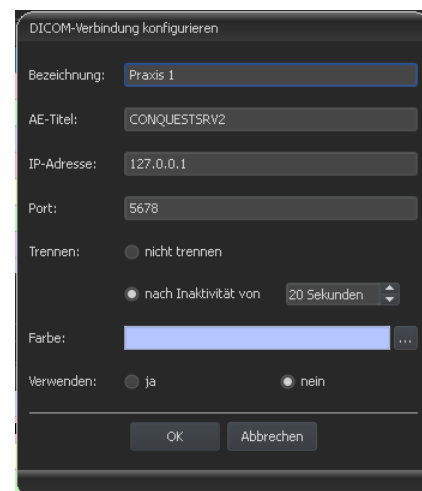 DICOM-Verbindung konfigurieren
Bezeichnung: Praxis 1
AE-Titel: CONQUESTSRV2
IP-Adresse: 127.0.0.1
Port: 5678
Trennen: nicht trennen
nach Inaktivität von 20 Sekunden
Farbe: ...
Verwenden: ja nein
OK Abbrechen